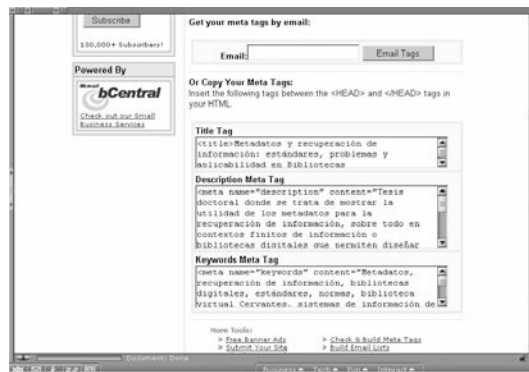 Subscribe
130,000+ Subscribers!
Powered By
Microsoft
bCentral
Check out our Small
Business Services
Get your meta tags by email:
Email:
Email Tags
Or Copy Your Meta Tags:
Insert the following tags between the <HEAD> and </HEAD> tags in
your HTML.
Title Tag
<title>Metadatos y recuperación de
información: estándares, problemas y
aplicabilidad en Bibliotecas
Description Meta Tag
<meta name="description" content="Tesis
doctoral donde se trata de mostrar la
utilidad de los metadatos para la
recuperación de información, sobre todo en
contextos finitos de información o
bibliotecas digitales que permiten diseñar
Keywords Meta Tag
<meta name="keywords" content="Metadatos,
recuperación de información, bibliotecas
digitales, estándares, normas, biblioteca
virtual Cervantes, sistemas de información de
More Tools:
> Free Banner Ads
> Check & Build Meta Tags
> Submit Your Site
> Build Email Lists
Document: Done
Business
Tech
Fun
Interact